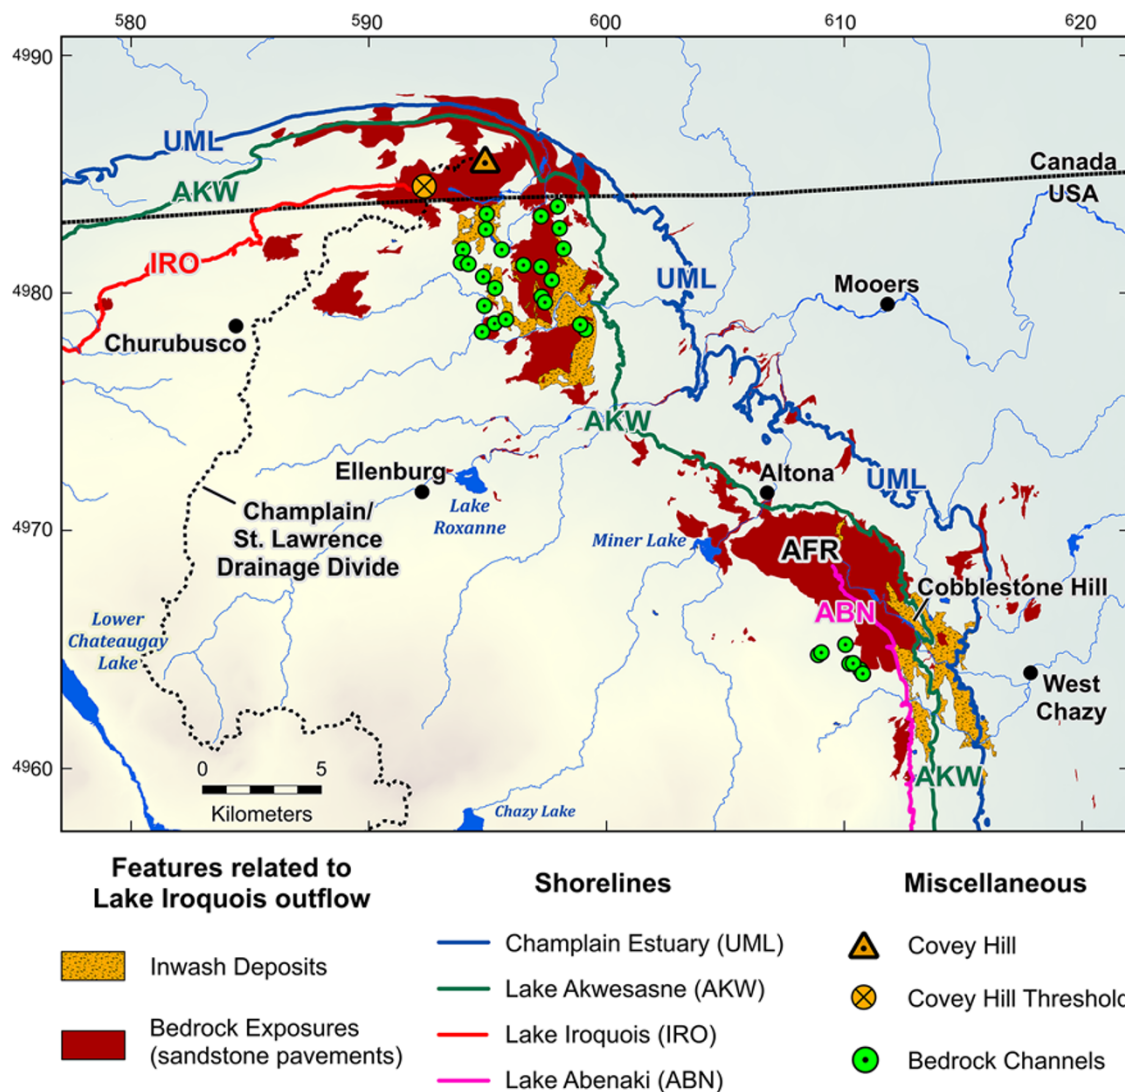 580 590 600 610 620
4990
UML
Canada
AKW
USA
IRO
UML
4980
Mooers
Churubusco
AKW
Ellenburg
Altona
UML
Lake
Roxanne
Champlain/
St. Lawrence
Drainage Divide
4970
Miner Lake
AFR
Cobblestone Hill
ABN
Lower
Chateaugay
Lake
West
Chazy
4960
0 5
AKW
Kilometers
Chazy Lake
Features related to
Lake Iroquois outflow
Inwash Deposits
Bedrock Exposures
(sandstone pavements)
Shorelines
Champlain Estuary (UML)
Lake Akwesasne (AKW)
Lake Iroquois (IRO)
Lake Abenaki (ABN)
Miscellaneous
Covey Hill
Covey Hill Threshold
Bedrock Channels